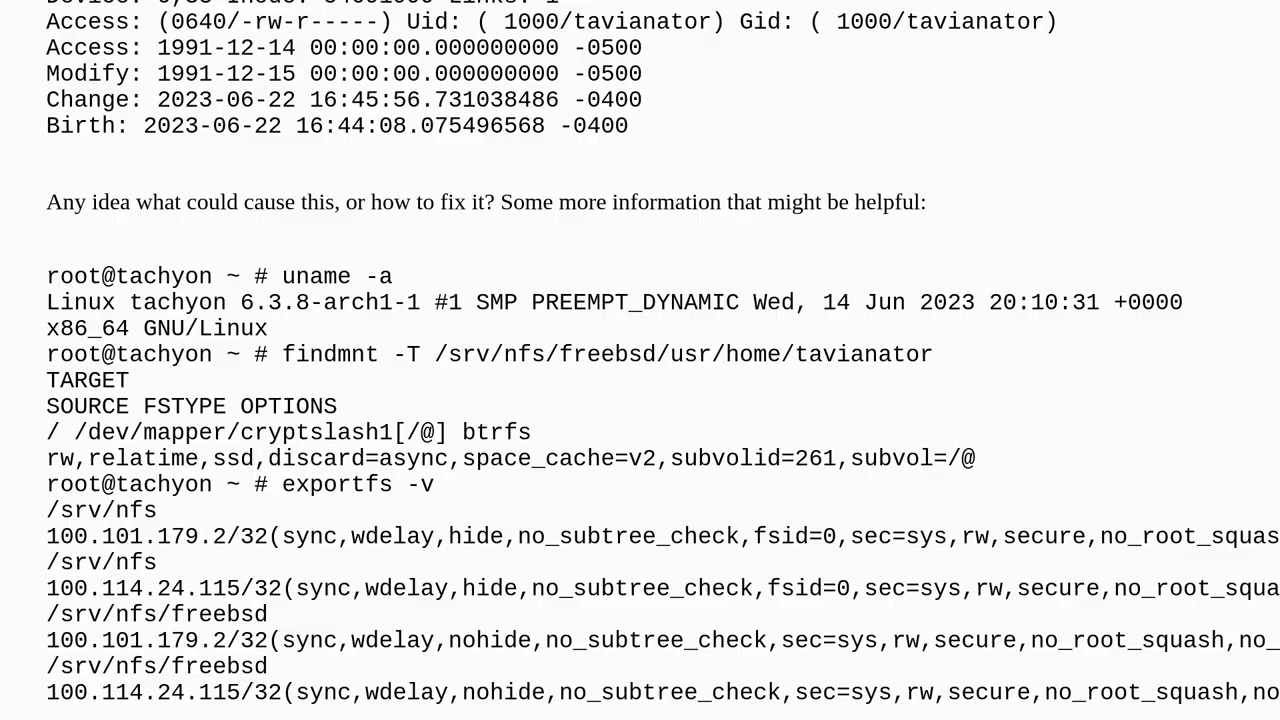 Access: (0640/-rw-r-----) Uid: ( 1000/tavianator) Gid: ( 1000/tavianator)
Access: 1991-12-14 00:00:00.000000000 -0500
Modify: 1991-12-15 00:00:00.000000000 -0500
Change: 2023-06-22 16:45:56.731038486 -0400
Birth: 2023-06-22 16:44:08.075496568 -0400
Any idea what could cause this, or how to fix it? Some more information that might be helpful:
root@tachyon ~ # uname -a
Linux tachyon 6.3.8-arch1-1 #1 SMP PREEMPT_DYNAMIC Wed, 14 Jun 2023 20:10:31 +0000
x86_64 GNU/Linux
root@tachyon ~ # findmnt -T /srv/nfs/freebsd/usr/home/tavianator
TARGET
SOURCE FSTYPE OPTIONS
/ /dev/mapper/cryptslash1[/@] btrfs
rw,relatime,ssd,discard=async,space_cache=v2,subvolid=261,subvol=/@
root@tachyon ~ # exportfs -v
/srv/nfs
100.101.179.2/32(sync,wdelay,hide,no_subtree_check,fsid=0,sec=sys,rw,secure,no_root_squas
/srv/nfs
100.114.24.115/32(sync,wdelay,hide,no_subtree_check,fsid=0,sec=sys,rw,secure,no_root_squa
/srv/nfs/freebsd
100.101.179.2/32(sync,wdelay,nohide,no_subtree_check,sec=sys,rw,secure,no_root_squash,no_
/srv/nfs/freebsd
100.114.24.115/32(sync,wdelay,nohide,no_subtree_check,sec=sys,rw,secure,no_root_squash,no